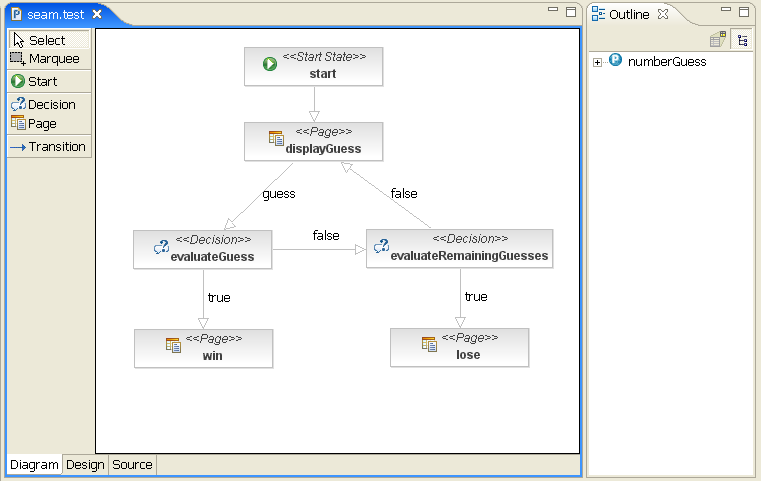 seam.test
Select
Marquee
Start
Decision
Page
Transition
<<Start State>>
start
<<Page>>
displayGuess
guess
false
<<Decision>>
evaluateGuess
false
<<Decision>>
evaluateRemainingGuesses
true
true
<<Page>>
win
<<Page>>
lose
Diagram
Design
Source
Outline
numberGuess